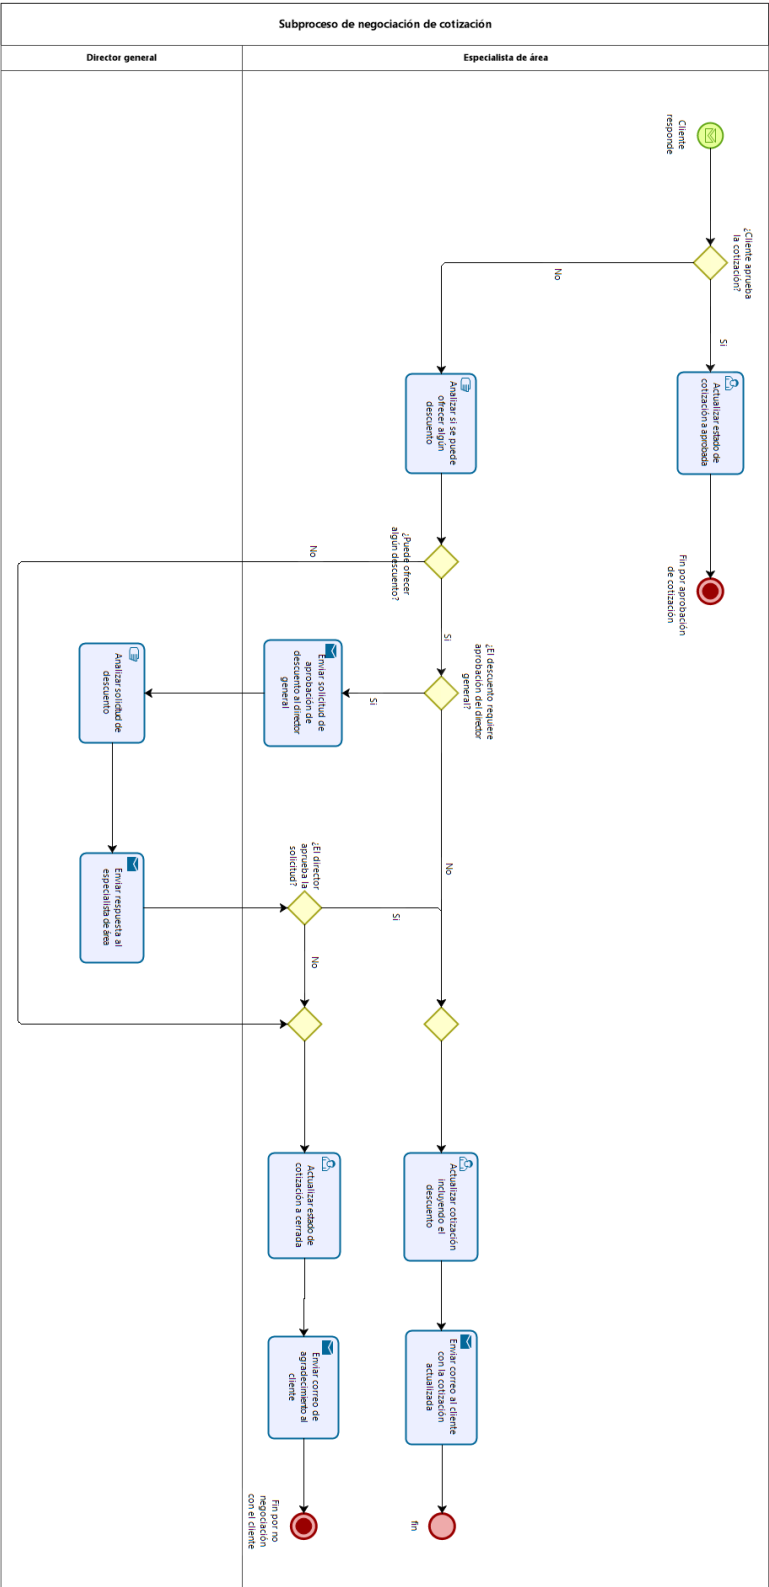 Subproceso de negociación de cotización
Director general
Especialista de área
Cliente
responde
¿Cliente aprueba
la cotización?
No
Si
Actualizar estado de
cotización a aprobada
Analizar si se puede
ofrecer algún
descuento
Fin por aprobación
de cotización
¿Puede ofrecer
algún descuento?
No
Si
¿El descuento requiere
aprobación del director
general?
Si
Enviar solicitud de
aprobación de
descuento al director
general
Analizar solicitud de
descuento
No
Enviar respuesta al
especialista de área
¿El director
aprueba la
solicitud?
Si
No
Actualizar estado de
cotización a cerrada
Actualizar cotización
incluyendo el
descuento
Enviar correo de
agradecimiento al
cliente
Enviar correo al cliente
con la cotización
actualizada
Fin por no
negociación
con el cliente
fin